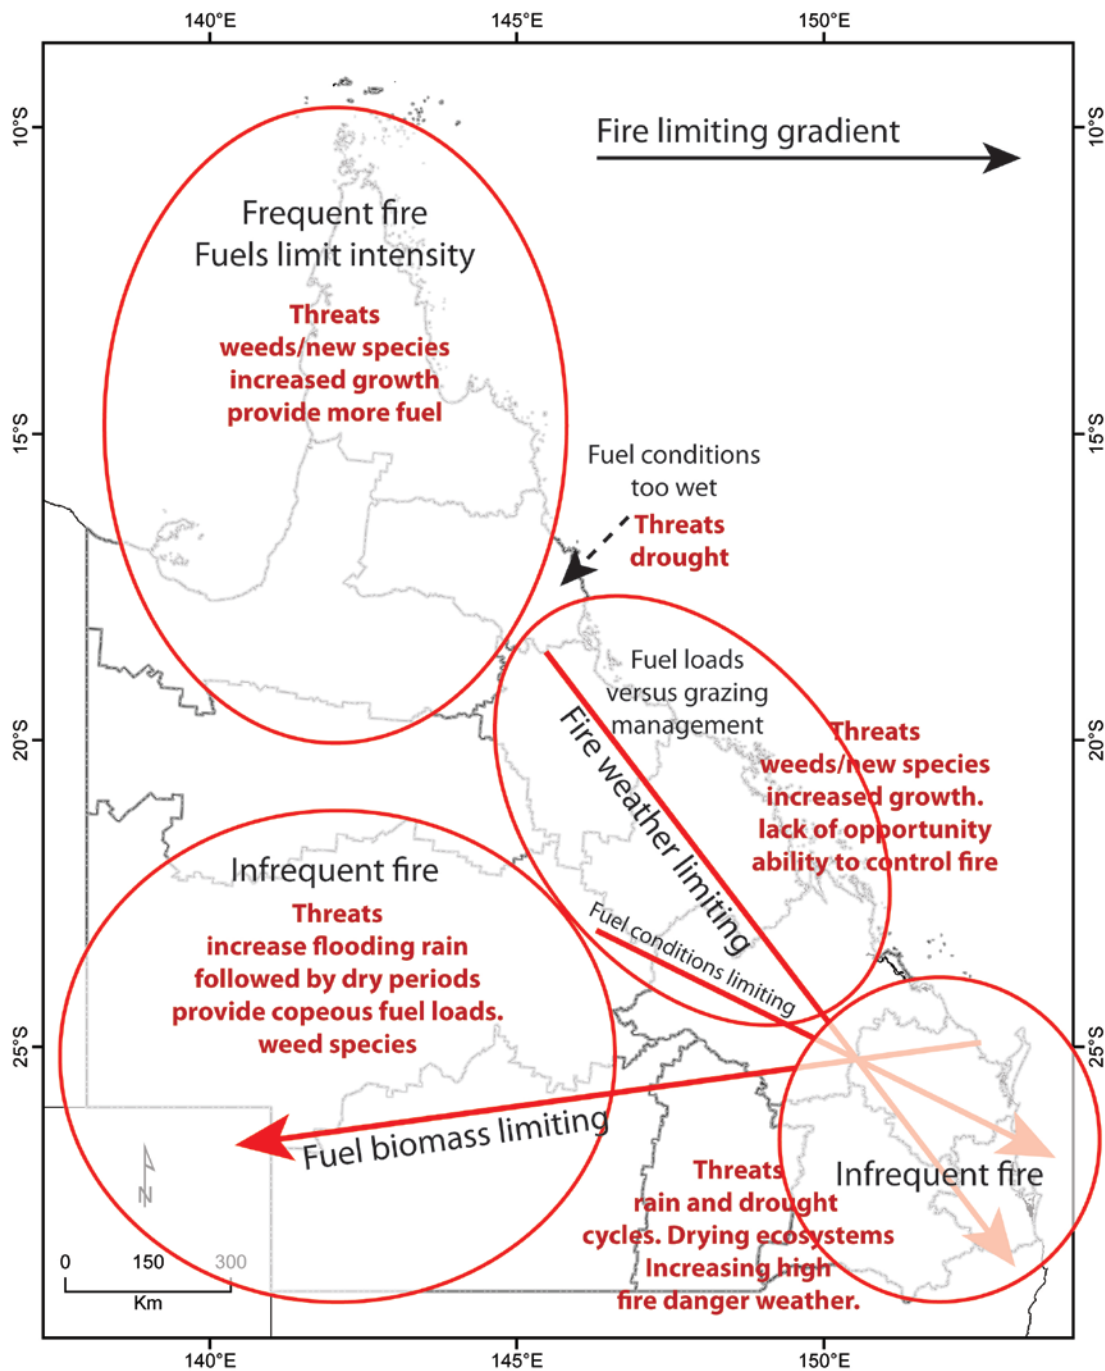 140°E 145°E 150°E
10°S
10°S
Fire limiting gradient
Frequent fire
Fuels limit intensity
Threats
weeds/new species
increased growth
provide more fuel
15°S
15°S
Fuel conditions
too wet
Threats
drought
Fuel loads
versus grazing
management
Fire weather limiting
20°S
20°S
Threats
weeds/new species
increased growth.
lack of opportunity
ability to control fire
Infrequent fire
Threats
increase flooding rain
followed by dry periods
provide copeous fuel loads.
weed species
Fuel conditions limiting
25°S
25°S
Fuel biomass limiting
Infrequent fire
Threats
rain and drought
cycles. Drying ecosystems
Increasing high
fire danger weather.
N
0 150 300
Km
140°E 145°E 150°E